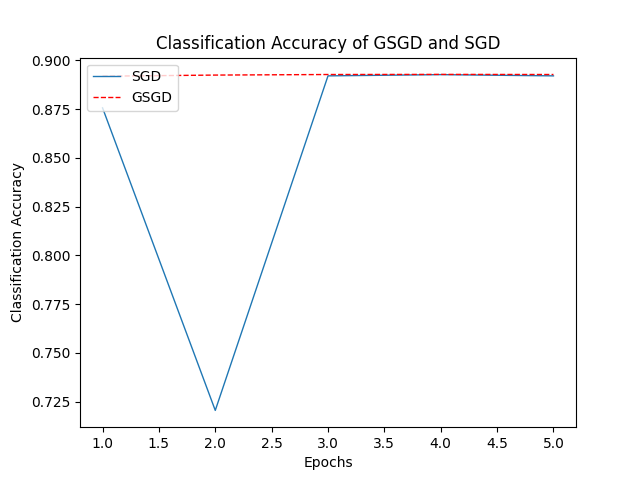 Classification Accuracy of GSGD and SGD
0.900
0.875
0.850
0.825
0.800
0.775
0.750
0.725
Classification Accuracy
SGD
GSGD
1.0 1.5 2.0 2.5 3.0 3.5 4.0 4.5 5.0
Epochs